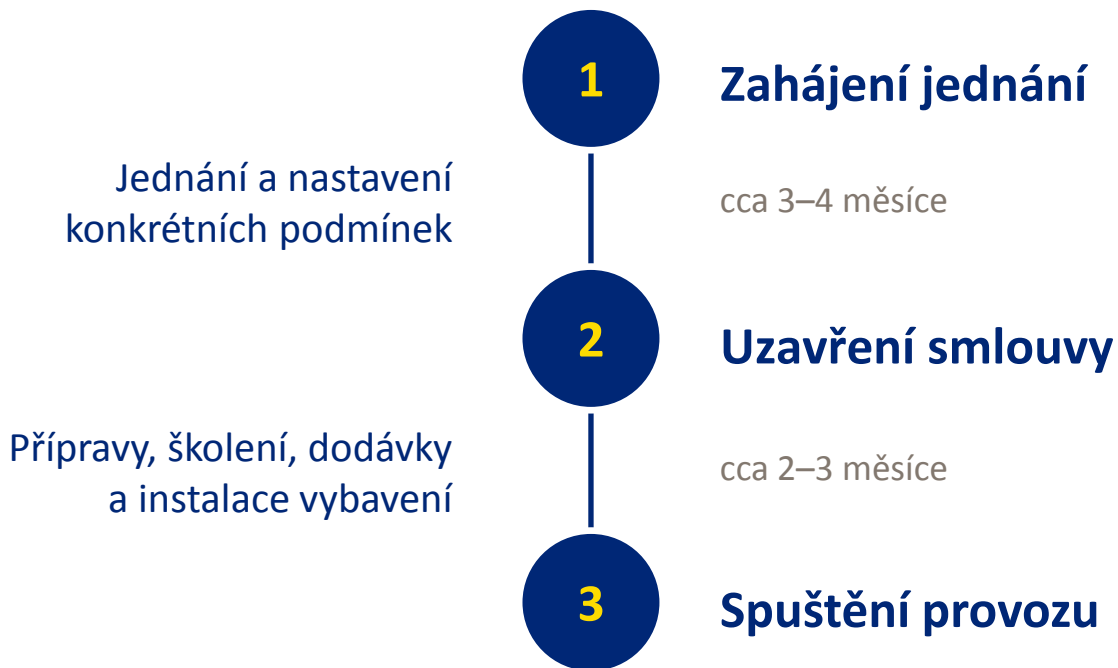 1
Zahájení jednání
Jednání a nastavení
konkrétních podmínek
cca 3–4 měsíce
2
Uzavření smlouvy
Přípravy, školení, dodávky
a instalace vybavení
cca 2–3 měsíce
3
Spuštění provozu